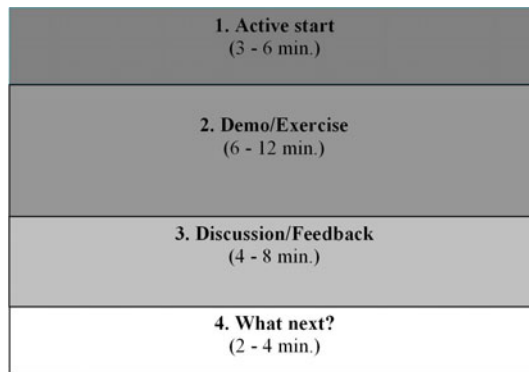 1. Active start
(3 - 6 min.)
2. Demo/Exercise
(6 - 12 min.)
3. Discussion/Feedback
(4 - 8 min.)
4. What next?
(2 - 4 min.)